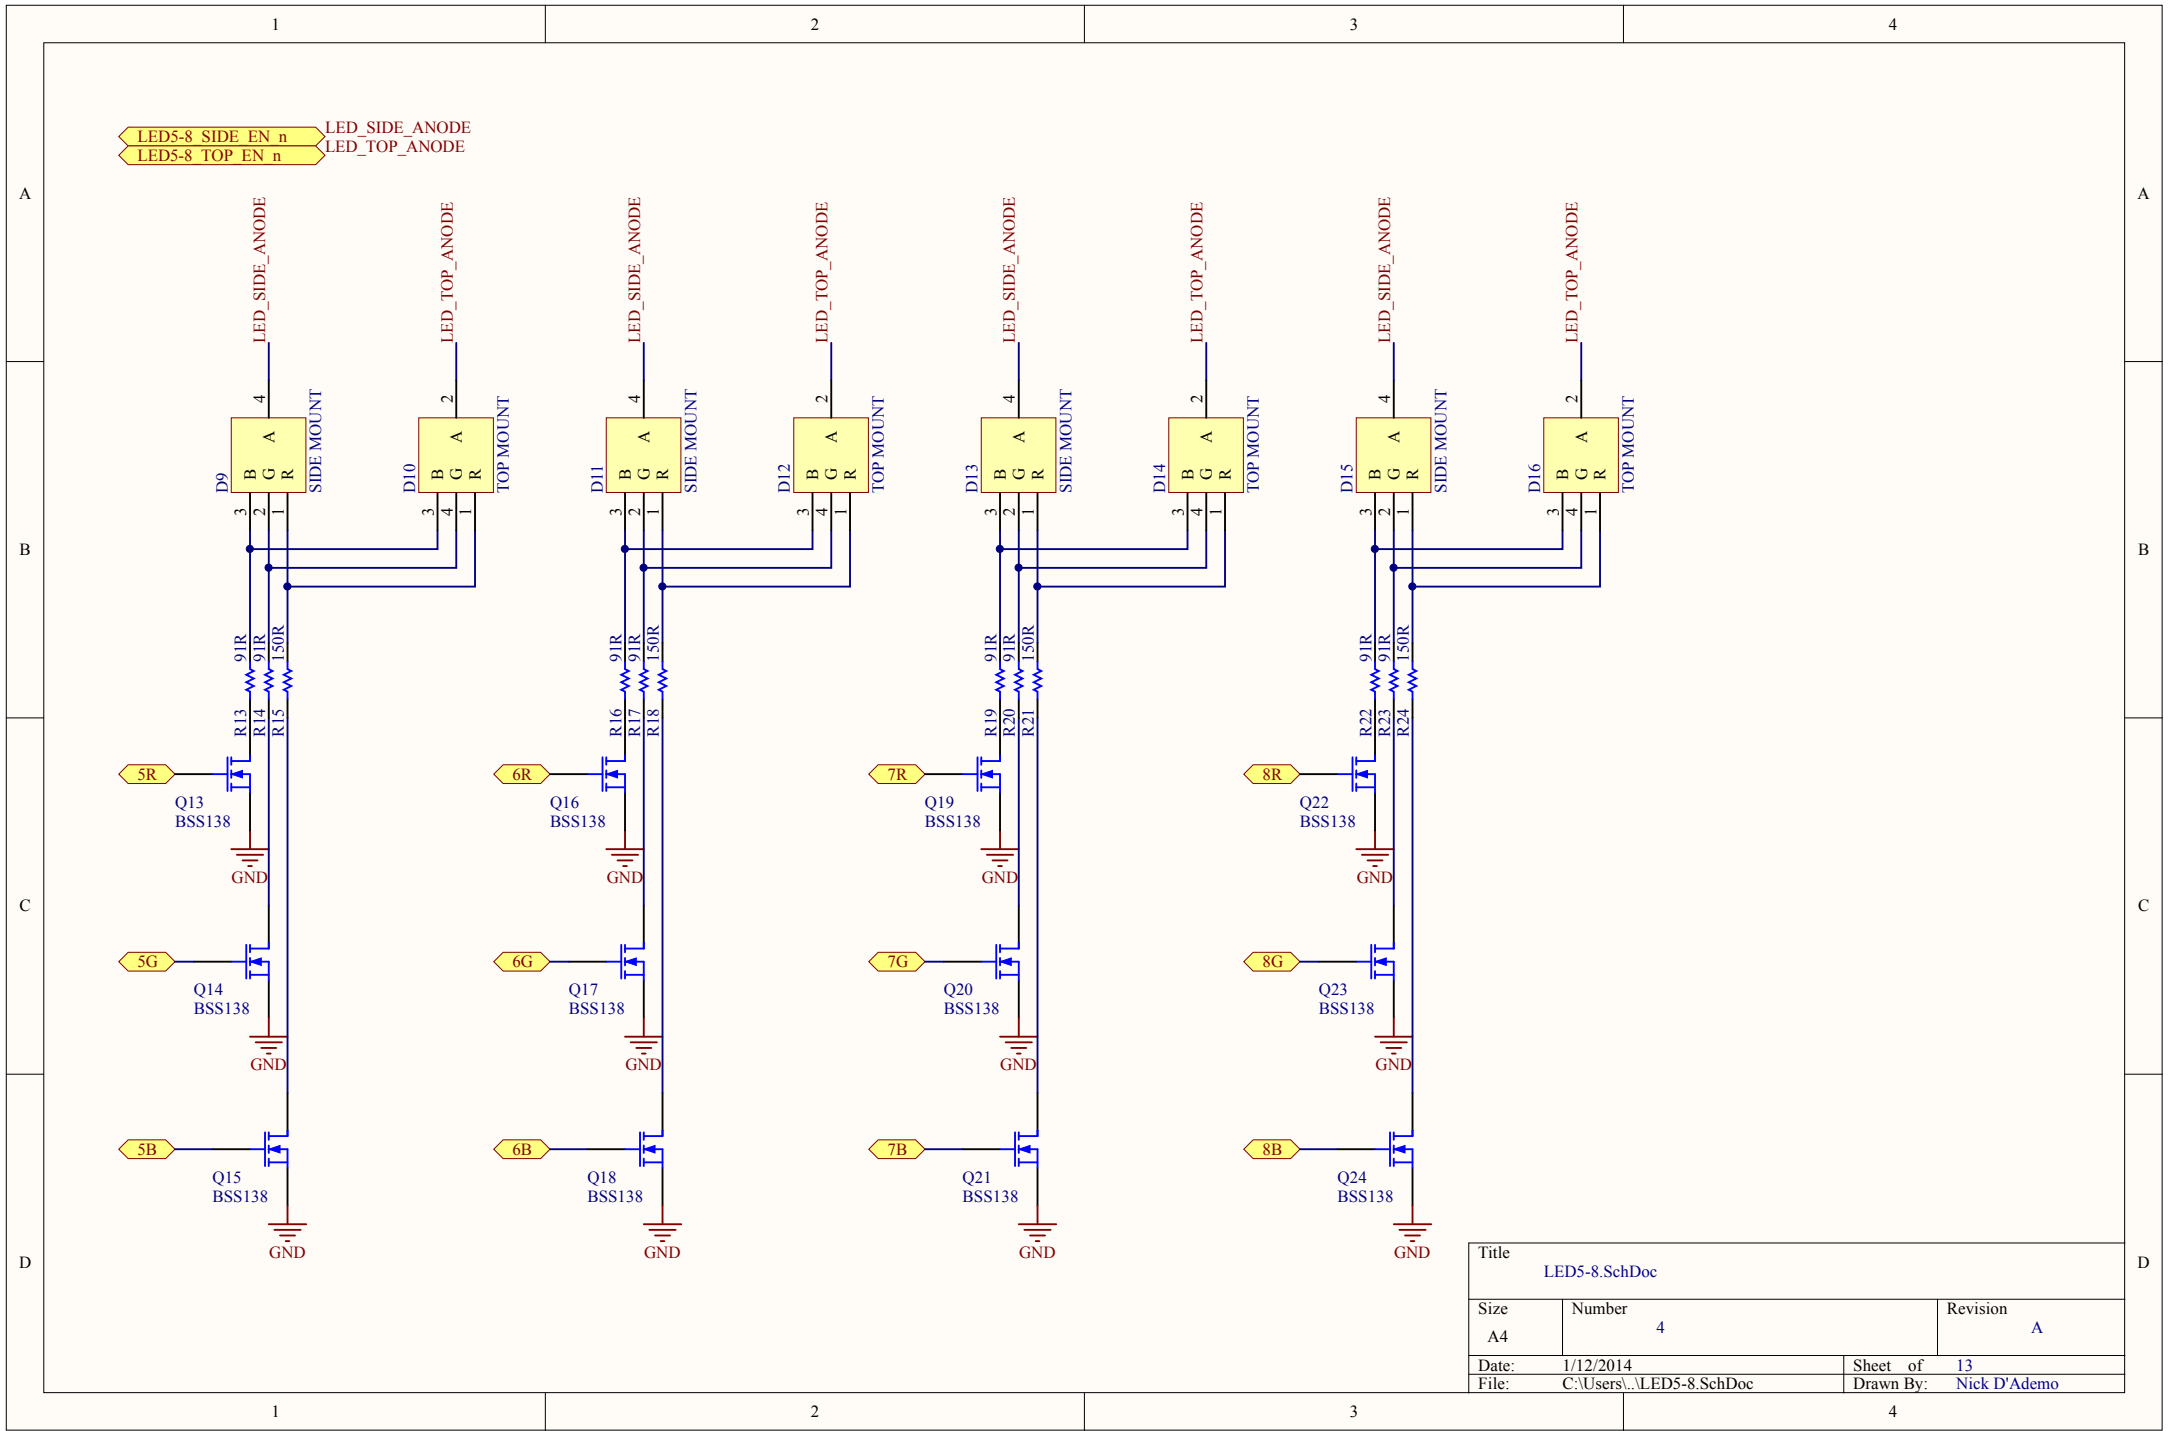 1 2 3 4
LED5-8_SIDE_EN_n LED_SIDE_ANODE
LED5-8_TOP_EN_n LED_TOP_ANODE
A A
LED_SIDE_ANODE LED_TOP_ANODE LED_SIDE_ANODE LED_TOP_ANODE LED_SIDE_ANODE LED_TOP_ANODE LED_SIDE_ANODE LED_TOP_ANODE
4 2 4 2 4 2 4 2
A A A A A A A A
D9 B G R SIDE MOUNT
D10 B G R TOP MOUNT
D11 B G R SIDE MOUNT
D12 B G R TOP MOUNT
D13 B G R SIDE MOUNT
D14 B G R TOP MOUNT
D15 B G R SIDE MOUNT
D16 B G R TOP MOUNT
3 2 1 3 4 1 3 2 1 3 4 1 3 2 1 3 4 1 3 2 1 3 4 1
B B
91R 91R 150R 91R 91R 150R 91R 91R 150R 91R 91R 150R
R13 R14 R15 R16 R17 R18 R19 R20 R21 R22 R23 R24
5R 6R 7R 8R
Q13 Q16 Q19 Q22
BSS138 BSS138 BSS138 BSS138
GND GND GND GND
C C
5G 6G 7G 8G
Q14 Q17 Q20 Q23
BSS138 BSS138 BSS138 BSS138
GND GND GND GND
5B 6B 7B 8B
Q15 Q18 Q21 Q24
BSS138 BSS138 BSS138 BSS138
GND GND GND GND
D D
Title
LED5-8.SchDoc
Size Number Revision
A4 4 A
Date: 1/12/2014 Sheet of 13
File: C:\Users\..\LED5-8.SchDoc Drawn By: Nick D'Ademo
1 2 3 4